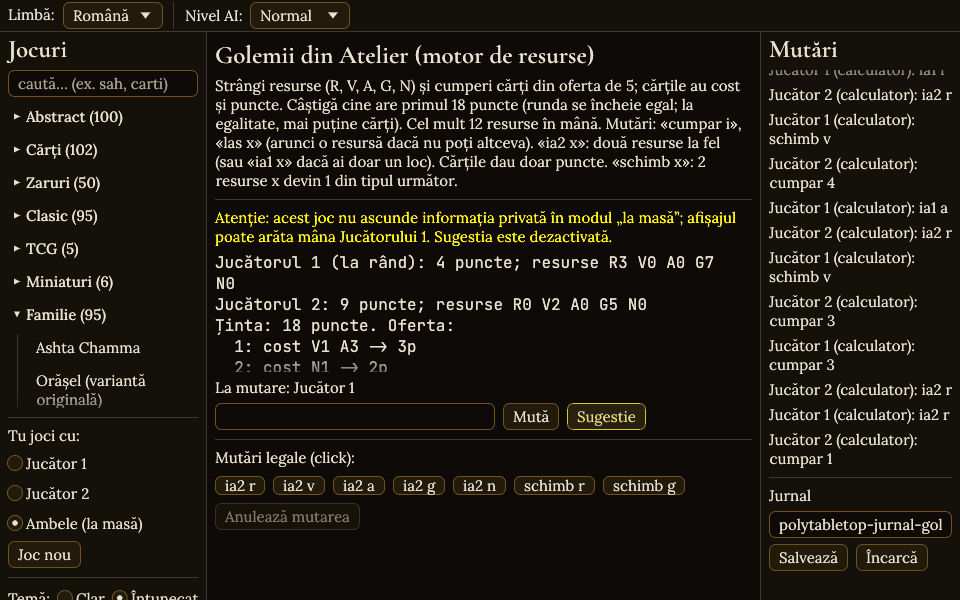 Limbă: Română ▼ Nivel AI: Normal ▼
Jocuri
caută... (ex. sah, carti)
▸ Abstract (100)
▸ Cărți (102)
▸ Zaruri (50)
▸ Clasic (95)
▸ TCG (5)
▸ Miniaturi (6)
▾ Familie (95)
Ashta Chamma
Orășel (variantă
originală)
Tu joci cu:
Jucător 1
Jucător 2
Ambele (la masă)
Joc nou
Temă: Clar Întunecat
Golemii din Atelier (motor de resurse)
Strângi resurse (R, V, A, G, N) și cumperi cărți din oferta de 5; cărțile au cost
și puncte. Câștigă cine are primul 18 puncte (runda se încheie egal; la
egalitate, mai puține cărți). Cel mult 12 resurse în mână. Mutări: «cumpar i»,
«las x» (arunci o resursă dacă nu poți altceva). «ia2 x»: două resurse la fel
(sau «ia1 x» dacă ai doar un loc). Cărțile dau doar puncte. «schimb x»: 2
resurse x devin 1 din tipul următor.
Atenție: acest joc nu ascunde informația privată în modul „la masă”; afișajul
poate arăta mâna Jucătorului 1. Sugestia este dezactivată.
Jucătorul 1 (la rând): 4 puncte; resurse R3 V0 A0 G7
N0
Jucătorul 2: 9 puncte; resurse R0 V2 A0 G5 N0
Ținta: 18 puncte. Oferta:
1: cost V1 A3 -> 3p
2: cost N1 -> 2p
La mutare: Jucător 1
Mută Sugestie
Mutări legale (click):
ia2 r ia2 v ia2 a ia2 g ia2 n schimb r schimb g
Anulează mutarea
Mutări
Jucător 1 (calculator): ia1 r
Jucător 2 (calculator): ia2 r
Jucător 1 (calculator):
schimb v
Jucător 2 (calculator):
cumpar 4
Jucător 1 (calculator): ia1 a
Jucător 2 (calculator): ia2 r
Jucător 1 (calculator):
schimb v
Jucător 2 (calculator):
cumpar 3
Jucător 1 (calculator):
cumpar 3
Jucător 2 (calculator): ia2 r
Jucător 1 (calculator): ia2 r
Jucător 2 (calculator):
cumpar 1
Jurnal
polytabletop-jurnal-gol
Salvează Încarcă